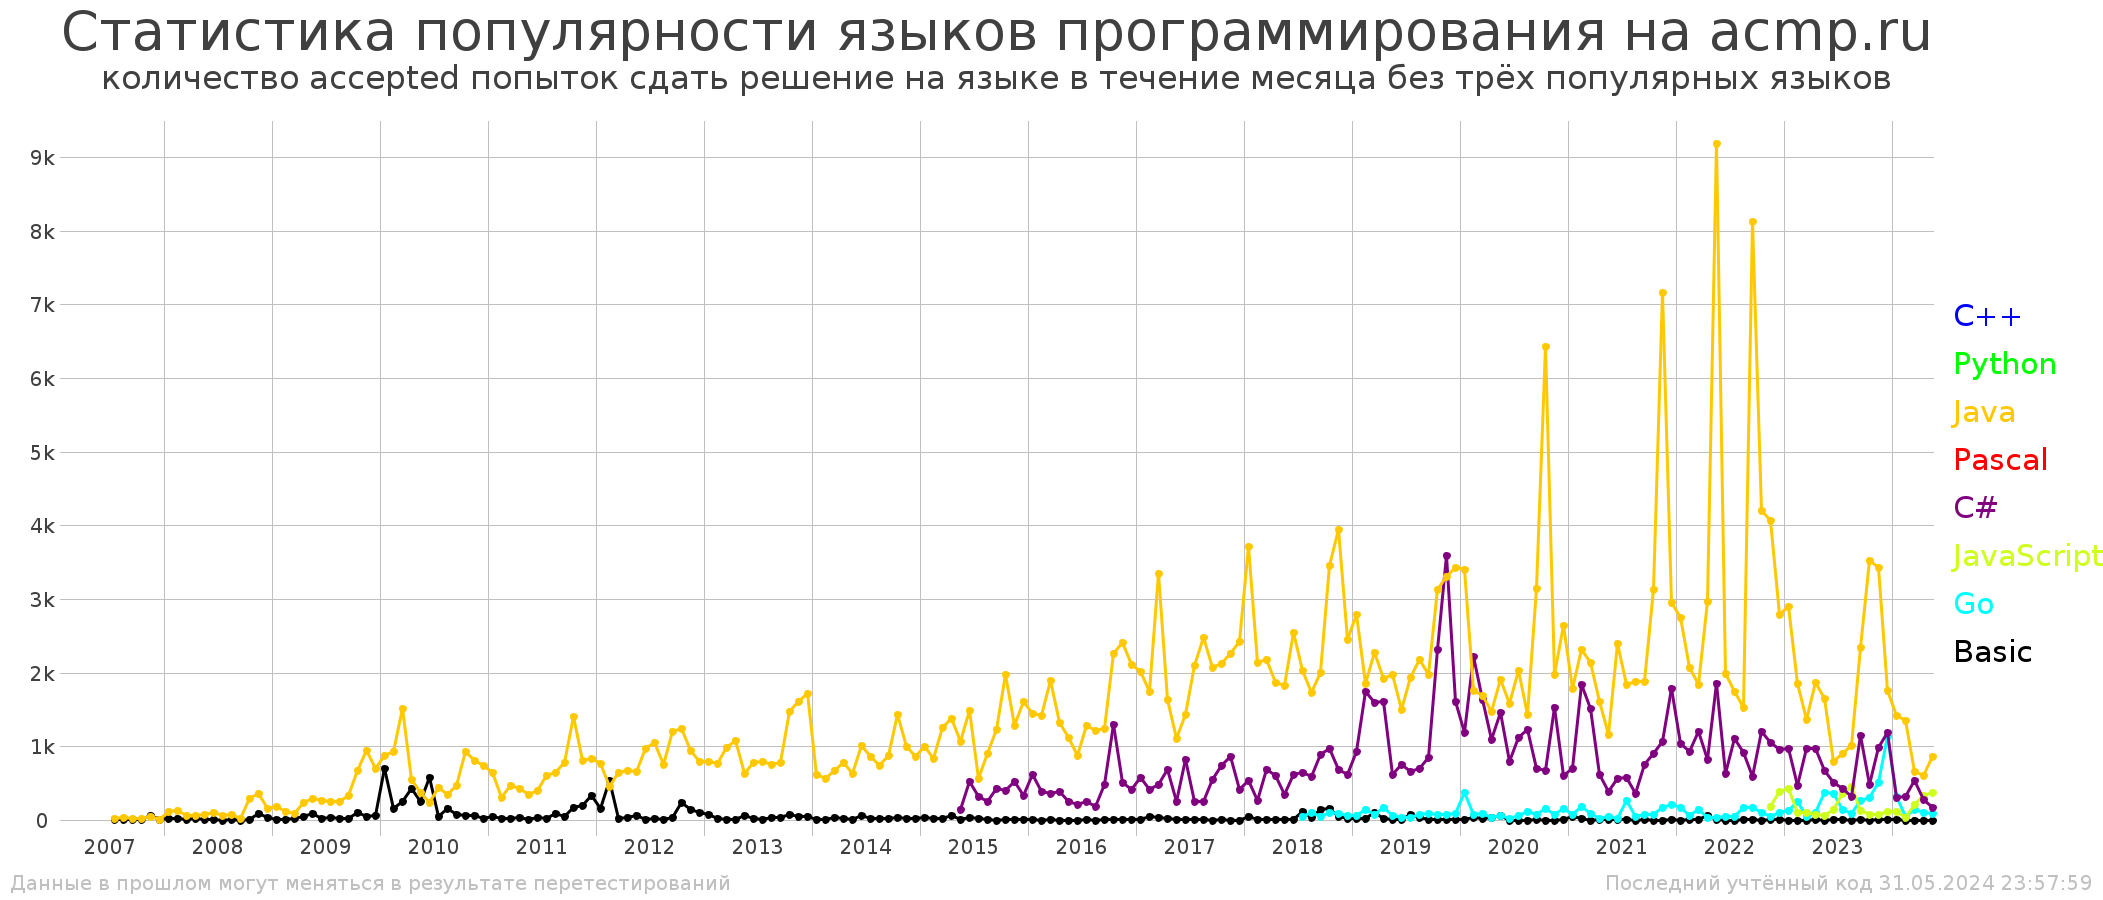 Статистика популярности языков программирования на acmp.ru
количество accepted попыток сдать решение на языке в течение месяца без трёх популярных языков
9k
8k
7k
6k
5k
4k
3k
2k
1k
0
2007 2008 2009 2010 2011 2012 2013 2014 2015 2016 2017 2018 2019 2020 2021 2022 2023
C++
Python
Java
Pascal
C#
JavaScript
Go
Basic
Данные в прошлом могут меняться в результате перетестирований
Последний учтённый код 31.05.2024 23:57:59